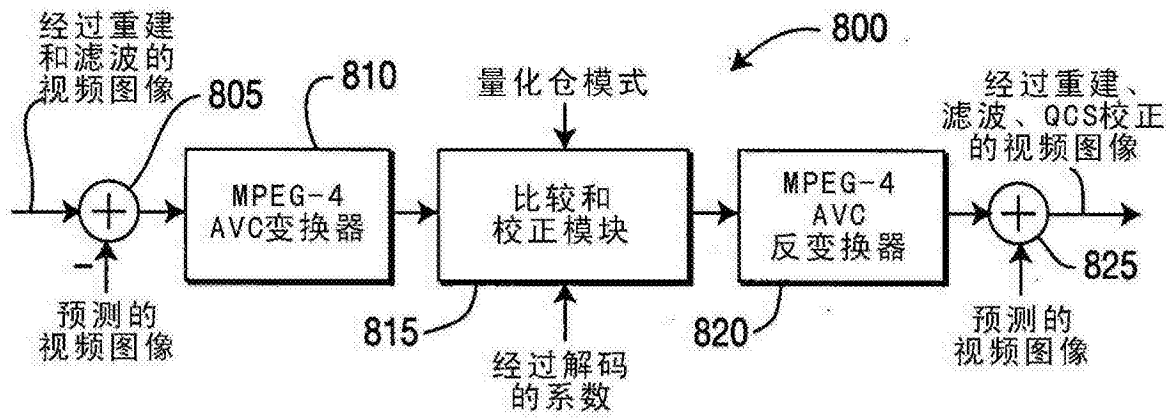 经过重建
和滤波的
视频图像
805
810
量化仓模式
800
经过重建、
滤波、QCS校正
的视频图像
MPEG-4
AVC变换器
比较和
校正模块
MPEG-4
AVC
反变换器
825
预测的
视频图像
815
经过解码
的系数
820
预测的
视频图像